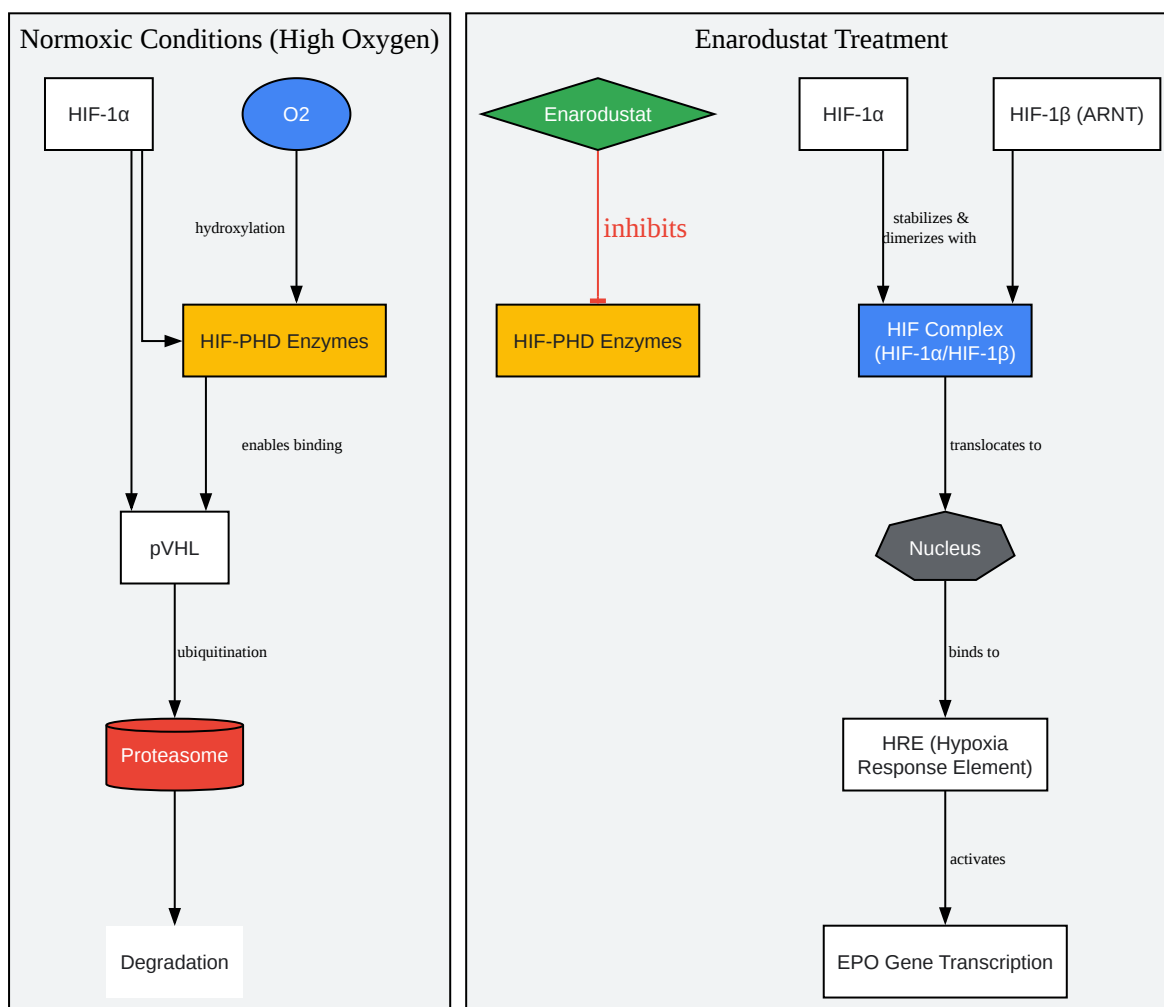 Normoxic Conditions (High Oxygen)
HIF-1α
O2
hydroxylation
HIF-PHD Enzymes
enables binding
pVHL
ubiquitination
Proteasome
Degradation
Enarodustat Treatment
Enarodustat
HIF-1α
HIF-1β (ARNT)
inhibits
stabilizes &
dimerizes with
HIF-PHD Enzymes
HIF Complex
(HIF-1α/HIF-1β)
translocates to
Nucleus
binds to
HRE (Hypoxia
Response Element)
activates
EPO Gene Transcription